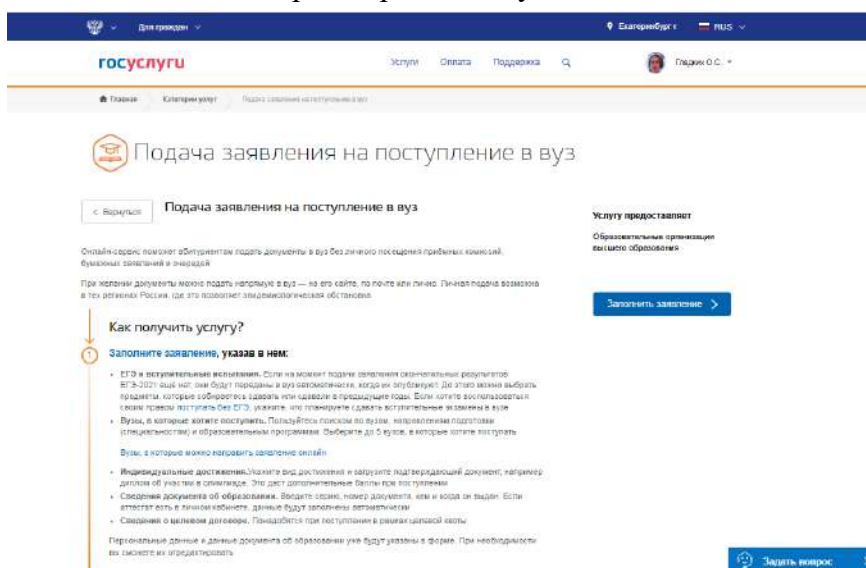 Для граждан
Екатеринбург г
RUS
госуслуги
Услуги Оплата Поддержка
Гладких О.С.
Главная Категории услуг Подача заявления на поступление в вуз
Подача заявления на поступление в вуз
< Вернуться
Подача заявления на поступление в вуз
Услугу предоставляет
Образовательные организации
высшего образования
Онлайн-сервис поможет абитуриентам подать документы в вуз без личного посещения приёмных комиссий,
бумажных заявлений и очередей
При желании документы можно подать напрямую в вуз — на его сайте, по почте или лично. Личная подача возможна
в тех регионах России, где это позволяет эпидемиологическая обстановка
Заполнить заявление >
Как получить услугу?
1
Заполните заявление, указав в нем:
• ЕГЭ и вступительные испытания. Если на момент подачи заявления окончательных результатов
ЕГЭ-2021 ещё нет, они будут переданы в вуз автоматически, когда их опубликуют. До этого можно выбрать
предметы, которые собираетесь сдавать или сдавали в предыдущие годы. Если хотите воспользоваться
своим правом поступать без ЕГЭ, укажите, что планируете сдавать вступительные экзамены в вузе
• Вузы, в которые хотите поступить. Пользуйтесь поиском по вузам, направлениям подготовки
(специальностям) и образовательным программам. Выберите до 5 вузов, в которые хотите поступать
Вузы, в которые можно направить заявление онлайн
• Индивидуальные достижения. Укажите вид достижения и загрузите подтверждающий документ, например
диплом об участии в олимпиаде. Это даст дополнительные баллы при поступлении
• Сведения документа об образовании. Введите серию, номер документа, кем и когда он выдан. Если
аттестат есть в личном кабинете, данные будут заполнены автоматически
• Сведения о целевом договоре. Понадобятся при поступлении в рамках целевой квоты
Персональные данные и данные документа об образовании уже будут указаны в форме. При необходимости
вы сможете их отредактировать
Задать вопрос